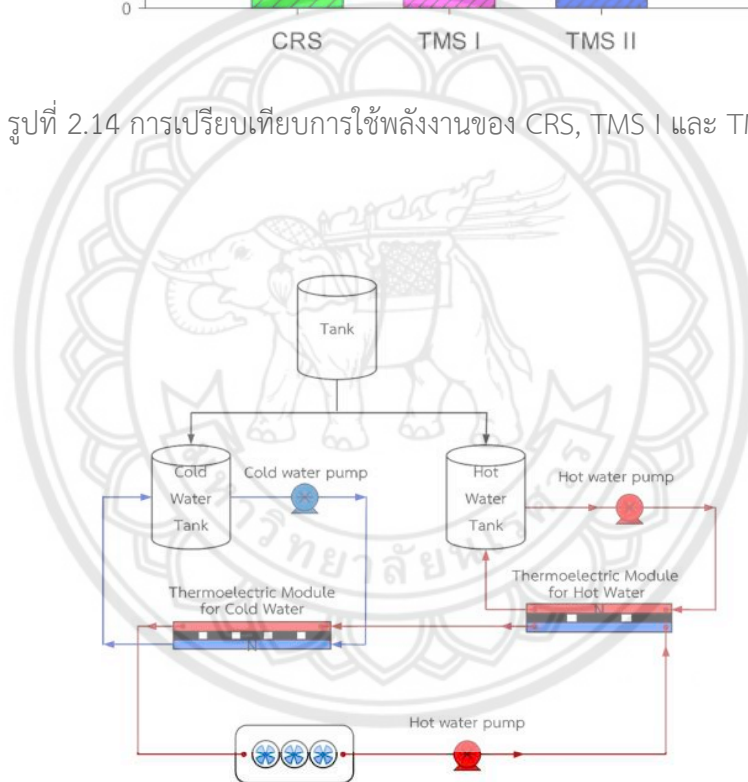 0
CRS TMS I TMS II
รูปที่ 2.14 การเปรียบเทียบการใช้พลังงานของ CRS, TMS I และ
Tank
Cold
Water
Tank
Cold water pump
Hot
Water
Tank
Hot water pump
Thermoelectric Module
for Cold Water
N
Thermoelectric Module
for Hot Water
N
Hot water pump